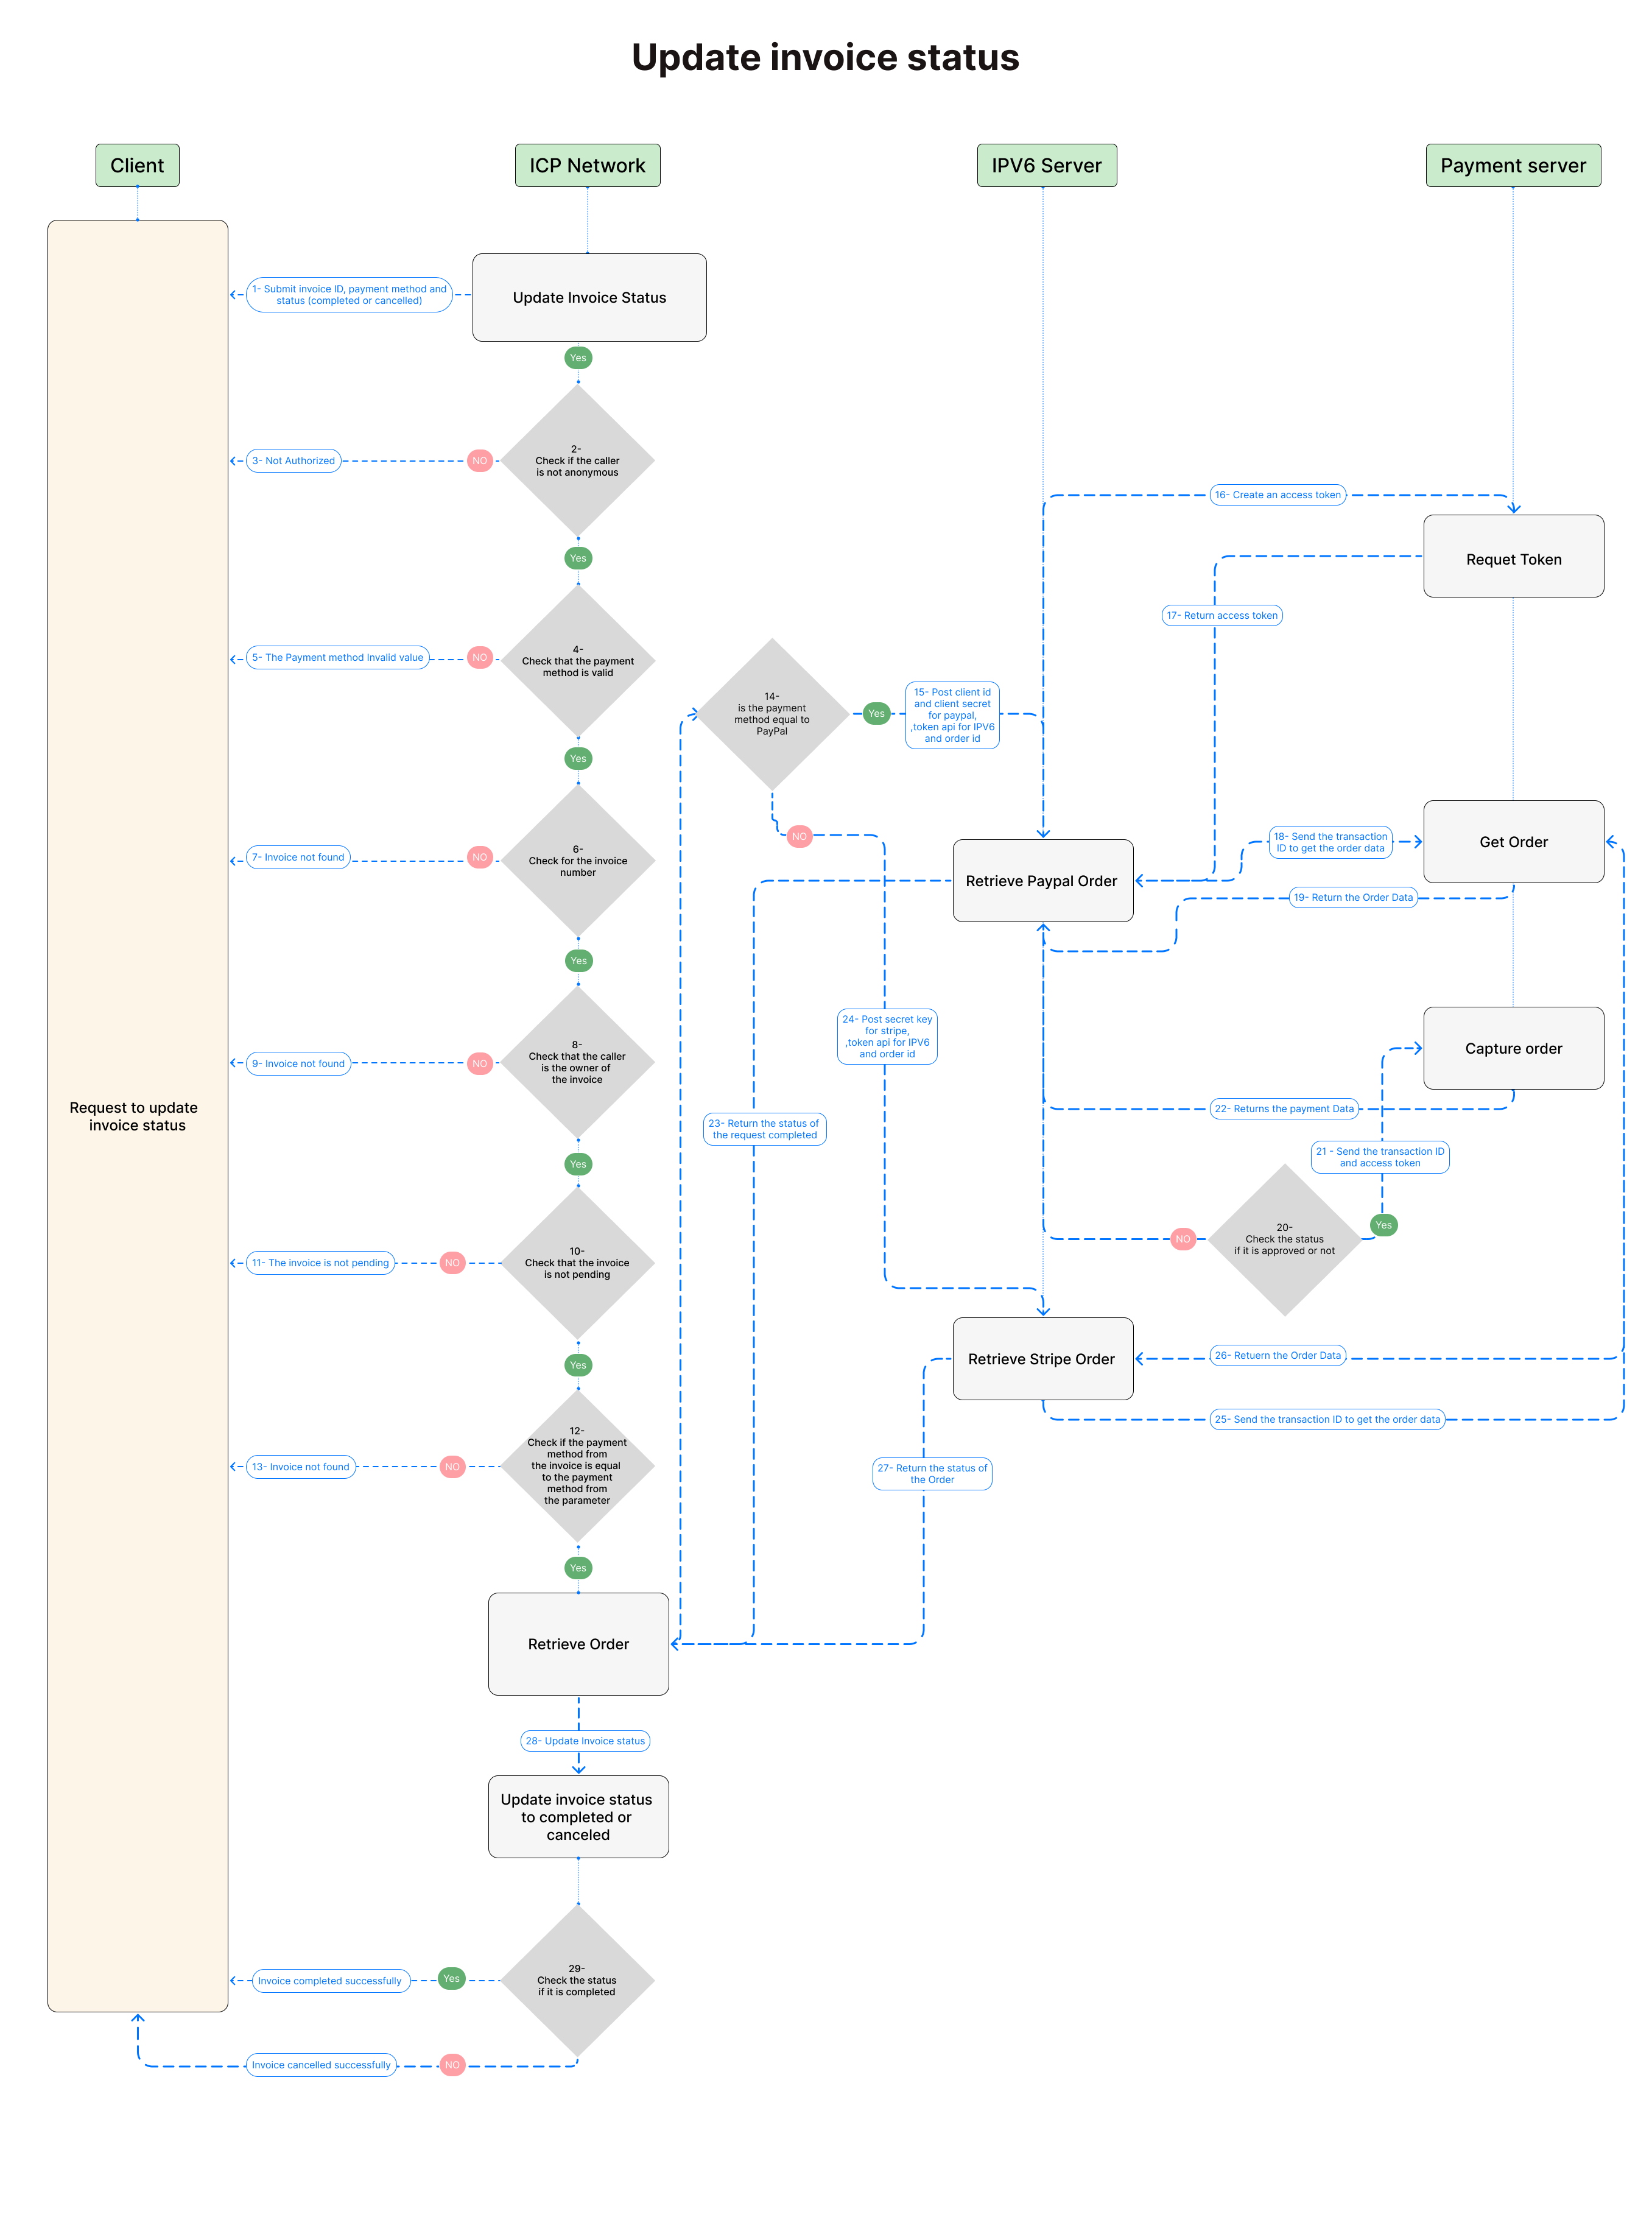 Update invoice status
Client
ICP Network
IPV6 Server
Payment server
Request to update
invoice status
Update Invoice Status
1- Submit invoice ID, payment method and
status (completed or cancelled)
Yes
2-
Check if the caller
is not anonymous
NO
3- Not Authorized
Yes
4-
Check that the payment
method is valid
NO
5- The Payment method Invalid value
Yes
6-
Check for the invoice
number
NO
7- Invoice not found
Yes
8-
Check that the caller
is the owner of
the invoice
NO
9- Invoice not found
Yes
10-
Check that the invoice
is not pending
NO
11- The invoice is not pending
Yes
12-
Check if the payment
method from
the invoice is equal
to the payment
method from
the parameter
NO
13- Invoice not found
Yes
Retrieve Order
14-
is the payment
method equal to
PayPal
Yes
15- Post client id
and client secret
for paypal,
,token api for IPV6
and order id
NO
16- Create an access token
Requet Token
17- Return access token
Retrieve Paypal Order
18- Send the transaction
ID to get the order data
Get Order
19- Return the Order Data
20-
Check the status
if it is approved or not
NO
Yes
21 - Send the transaction ID
and access token
Capture order
22- Returns the payment Data
23- Return the status of
the request completed
24- Post secret key
for stripe,
,token api for IPV6
and order id
Retrieve Stripe Order
25- Send the transaction ID to get the order data
26- Retuern the Order Data
27- Return the status of
the Order
28- Update Invoice status
Update invoice status
to completed or
canceled
29-
Check the status
if it is completed
Yes
Invoice completed successfully
NO
Invoice cancelled successfully